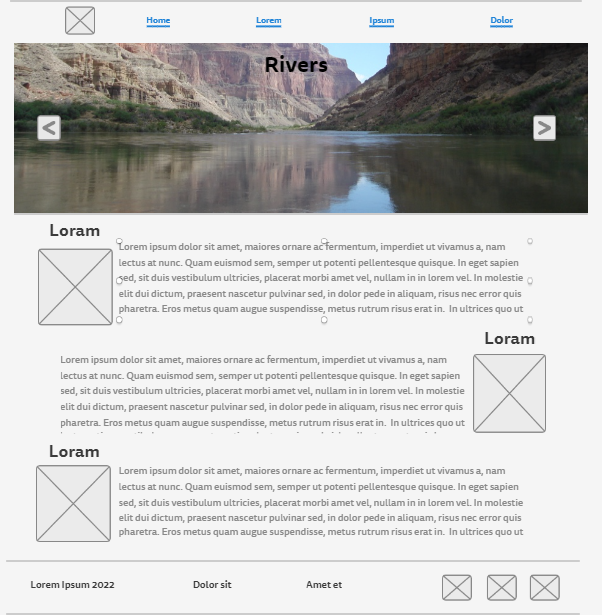 Home Lorem Ipsum Dolor
Rivers
< >
Loram
Lorem ipsum dolor sit amet, maiores ornare ac fermentum, imperdiet ut vivamus a, nam
lectus at nunc. Quam euismod sem, semper ut potenti pellentesque quisque. In eget sapien
sed, sit duis vestibulum ultricies, placerat morbi amet vel, nullam in in lorem vel. In molestie
elit dui dictum, praesent nascetur pulvinar sed, in dolor pede in aliquam, risus nec error quis
pharetra. Eros metus quam augue suspendisse, metus rutrum risus erat in.  In ultrices quo ut
Loram
Lorem ipsum dolor sit amet, maiores ornare ac fermentum, imperdiet ut vivamus a, nam
lectus at nunc. Quam euismod sem, semper ut potenti pellentesque quisque. In eget sapien
sed, sit duis vestibulum ultricies, placerat morbi amet vel, nullam in in lorem vel. In molestie
elit dui dictum, praesent nascetur pulvinar sed, in dolor pede in aliquam, risus nec error quis
pharetra. Eros metus quam augue suspendisse, metus rutrum risus erat in.  In ultrices quo ut
Loram
Lorem ipsum dolor sit amet, maiores ornare ac fermentum, imperdiet ut vivamus a, nam
lectus at nunc. Quam euismod sem, semper ut potenti pellentesque quisque. In eget sapien
sed, sit duis vestibulum ultricies, placerat morbi amet vel, nullam in in lorem vel. In molestie
elit dui dictum, praesent nascetur pulvinar sed, in dolor pede in aliquam, risus nec error quis
pharetra. Eros metus quam augue suspendisse, metus rutrum risus erat in.  In ultrices quo ut
Lorem Ipsum 2022 Dolor sit Amet et